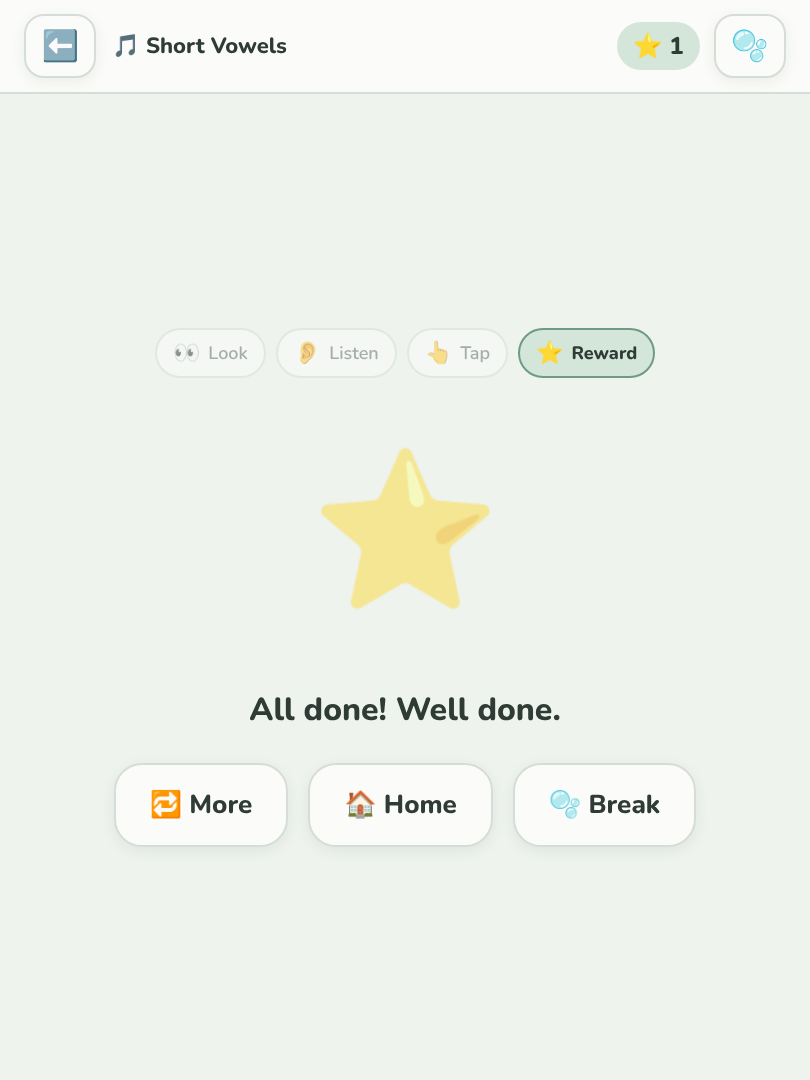 Short Vowels
1
Look
Listen
Tap
Reward
All done! Well done.
More
Home
Break